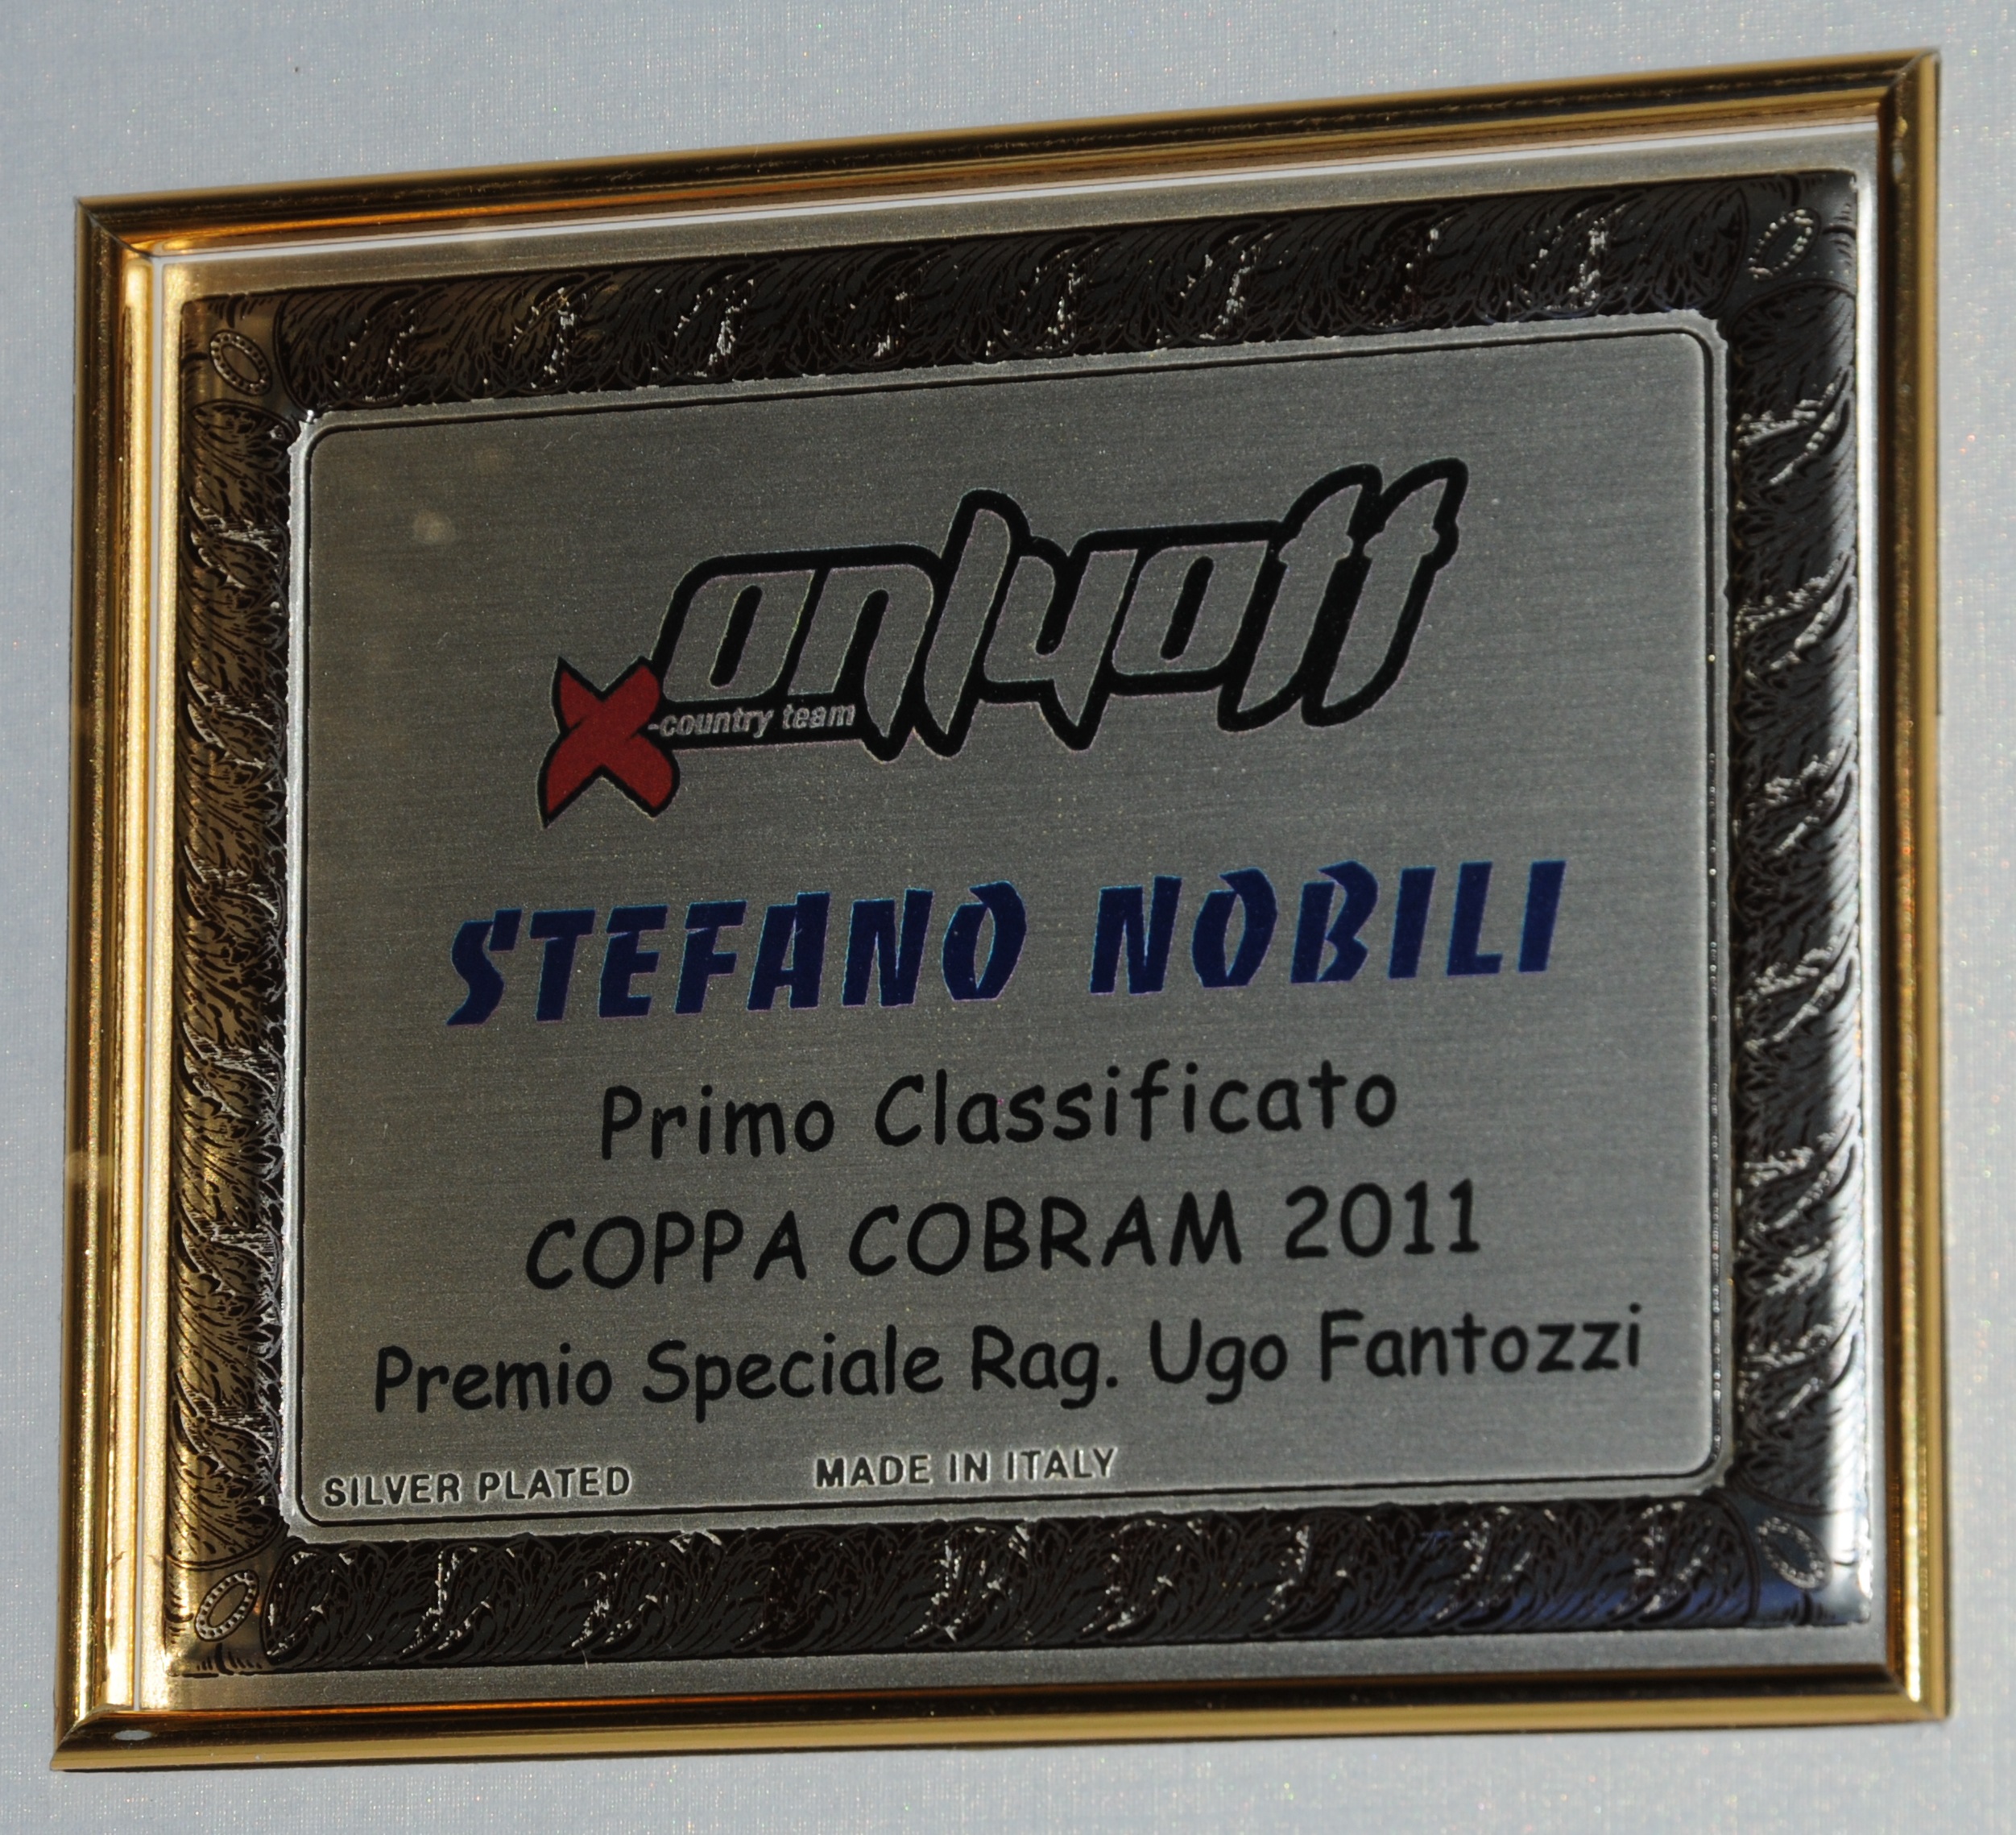 onlyoff
X-country team
STEFANO NOBILI
Primo Classificato
COPPA COBRAM 2011
Premio Speciale Rag. Ugo Fantozzi
SILVER PLATED MADE IN ITALY